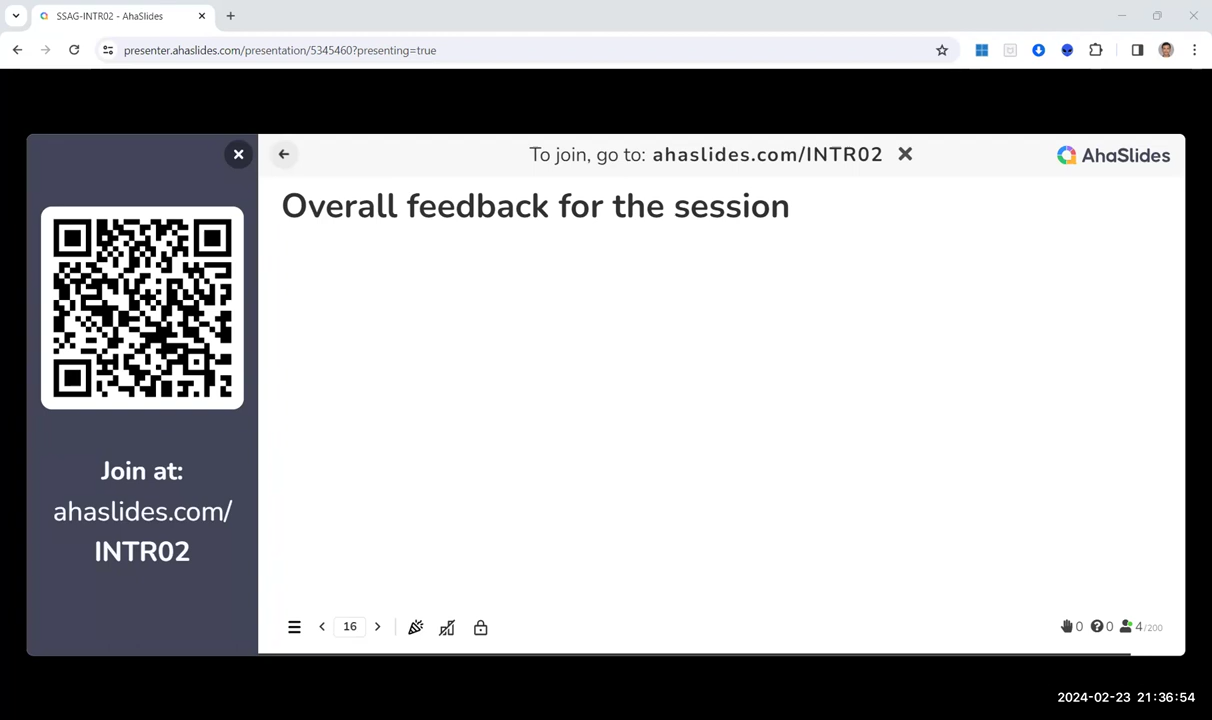 SSAG-INTR02 - AhaSlides
presenter.ahaslides.com/presentation/5345460?presenting=true
To join, go to: ahaslides.com/INTR02
AhaSlides
Overall feedback for the session
Join at:
ahaslides.com/
INTR02
16
0 0 4/200
2024-02-23 21:36:54